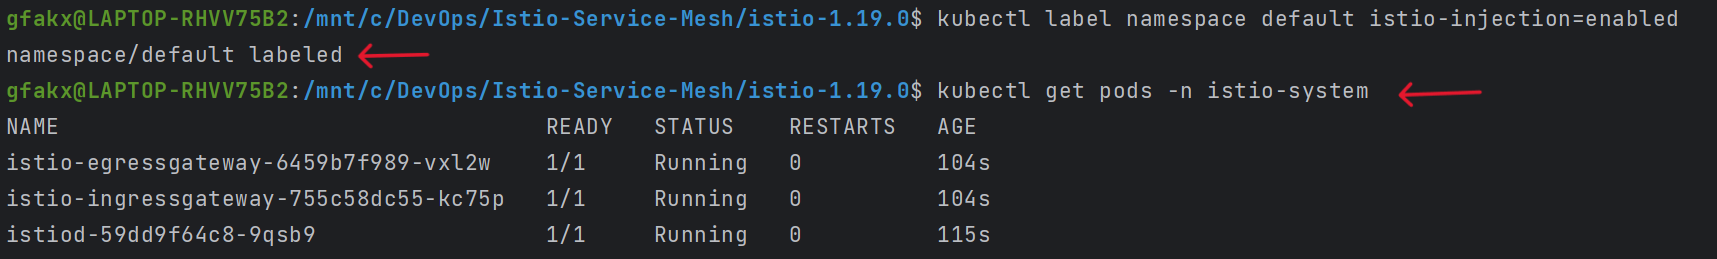 gfakx@LAPTOP-RHVV75B2:/mnt/c/DevOps/Istio-Service-Mesh/istio-1.19.0$ kubectl label namespace default istio-injection=enabled
namespace/default labeled
gfakx@LAPTOP-RHVV75B2:/mnt/c/DevOps/Istio-Service-Mesh/istio-1.19.0$ kubectl get pods -n istio-system
NAME READY STATUS RESTARTS AGE
istio-egressgateway-6459b7f989-vxl2w 1/1 Running 0 104s
istio-ingressgateway-755c58dc55-kc75p 1/1 Running 0 104s
istiod-59dd9f64c8-9qsb9 1/1 Running 0 115s